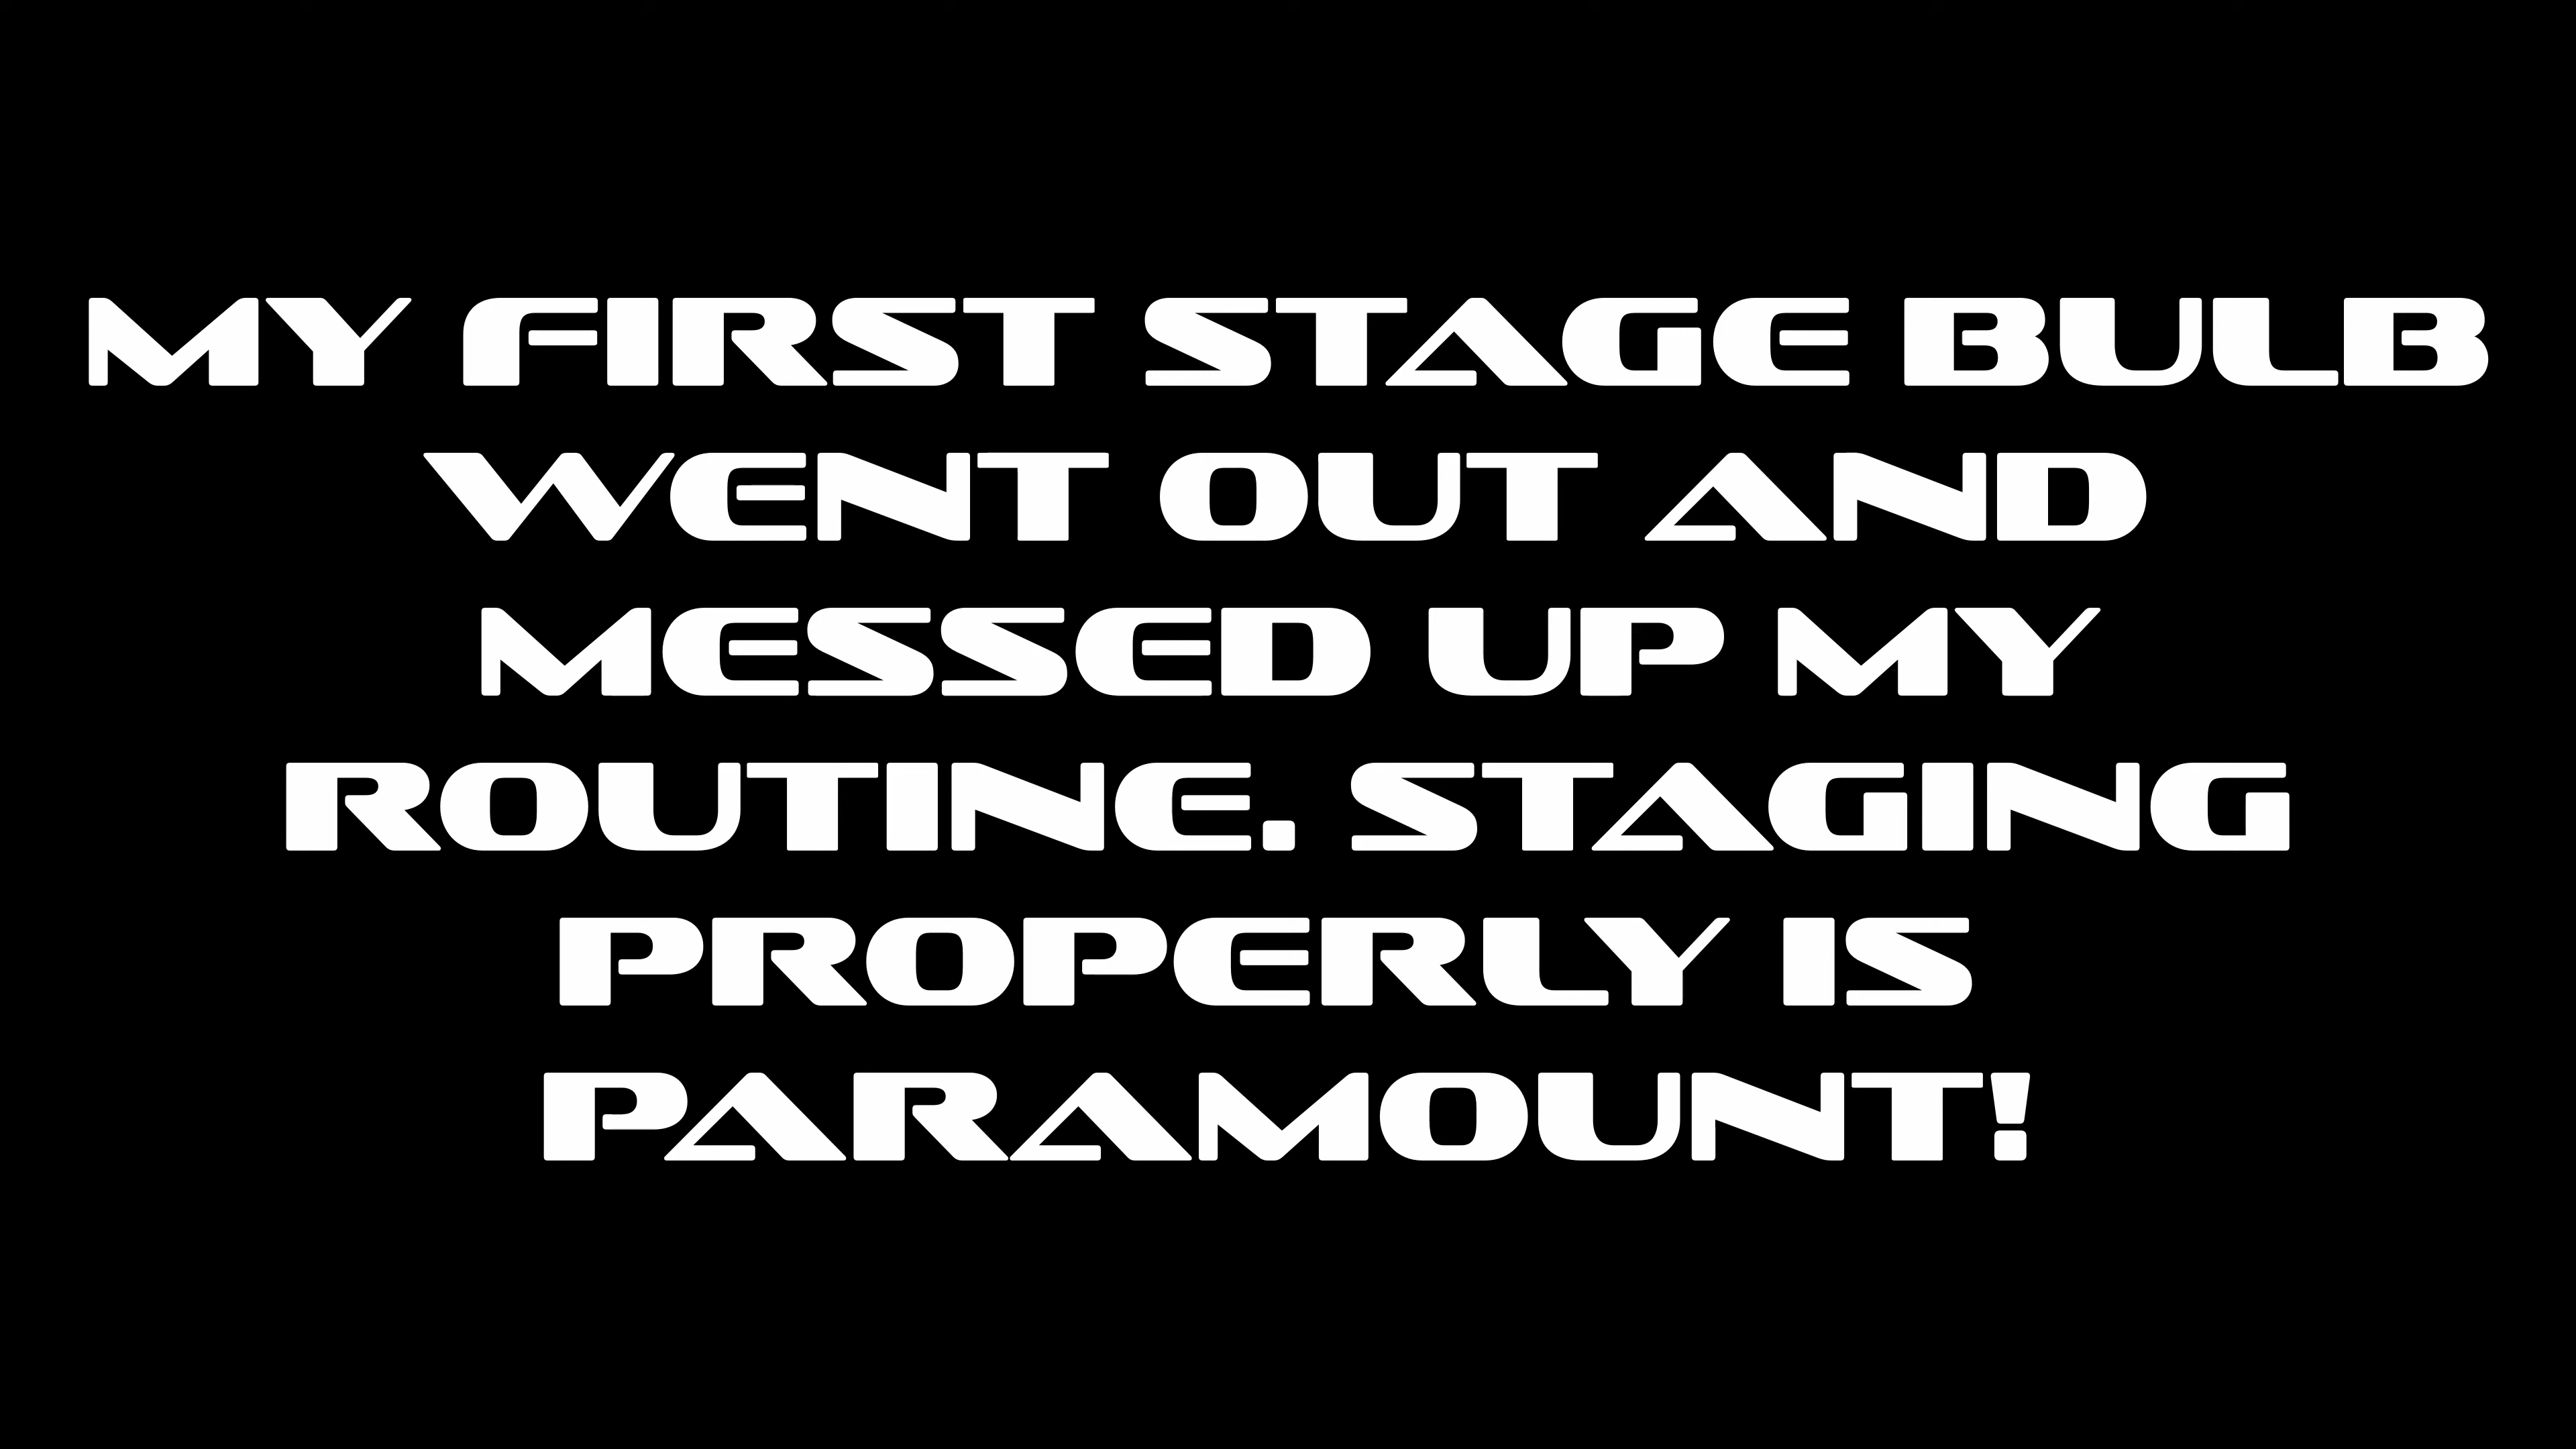 MY FIRST STAGE BULB
WENT OUT AND
MESSED UP MY
ROUTINE. STAGING
PROPERLY IS
PARAMOUNT!